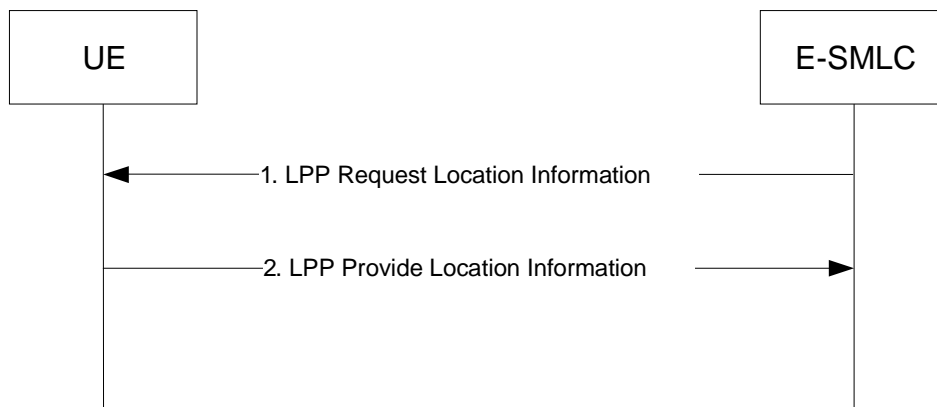 UE
E-SMLC
1. LPP Request Location Information
2. LPP Provide Location Information